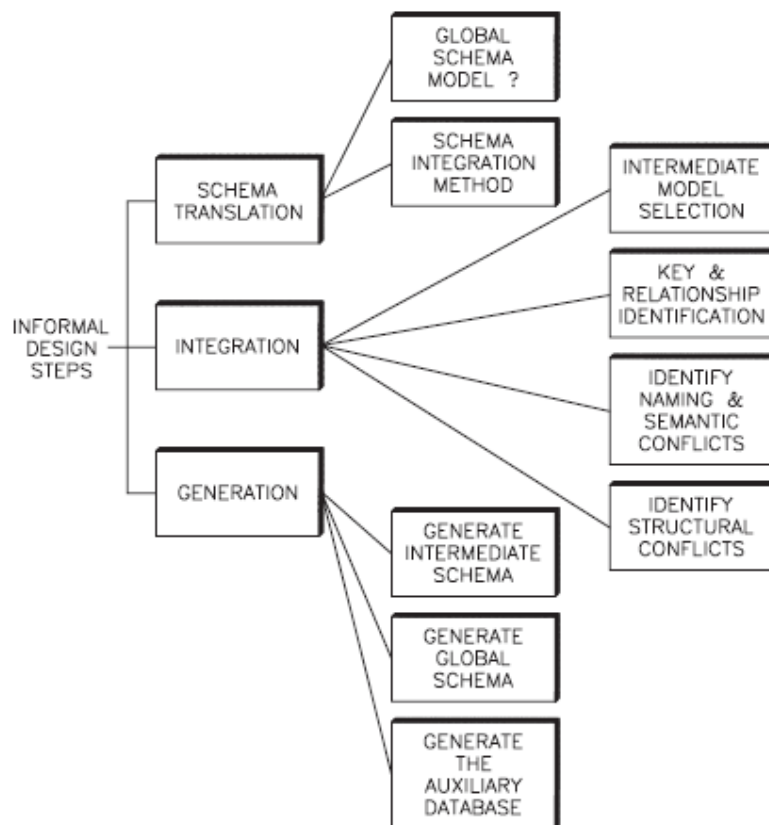 GLOBAL
SCHEMA
MODEL ?
SCHEMA
INTEGRATION
METHOD
SCHEMA
TRANSLATION
INTERMEDIATE
MODEL
SELECTION
KEY &
RELATIONSHIP
IDENTIFICATION
INFORMAL
DESIGN
STEPS
INTEGRATION
IDENTIFY
NAMING &
SEMANTIC
CONFLICTS
GENERATION
IDENTIFY
STRUCTURAL
CONFLICTS
GENERATE
INTERMEDIATE
SCHEMA
GENERATE
GLOBAL
SCHEMA
GENERATE
THE
AUXILIARY
DATABASE